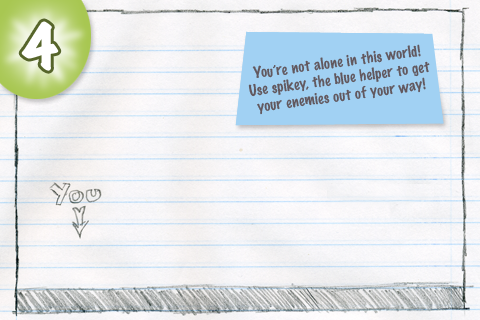 4
You're not alone in this world!
Use spikey, the blue helper to get
your enemies out of your way!
You